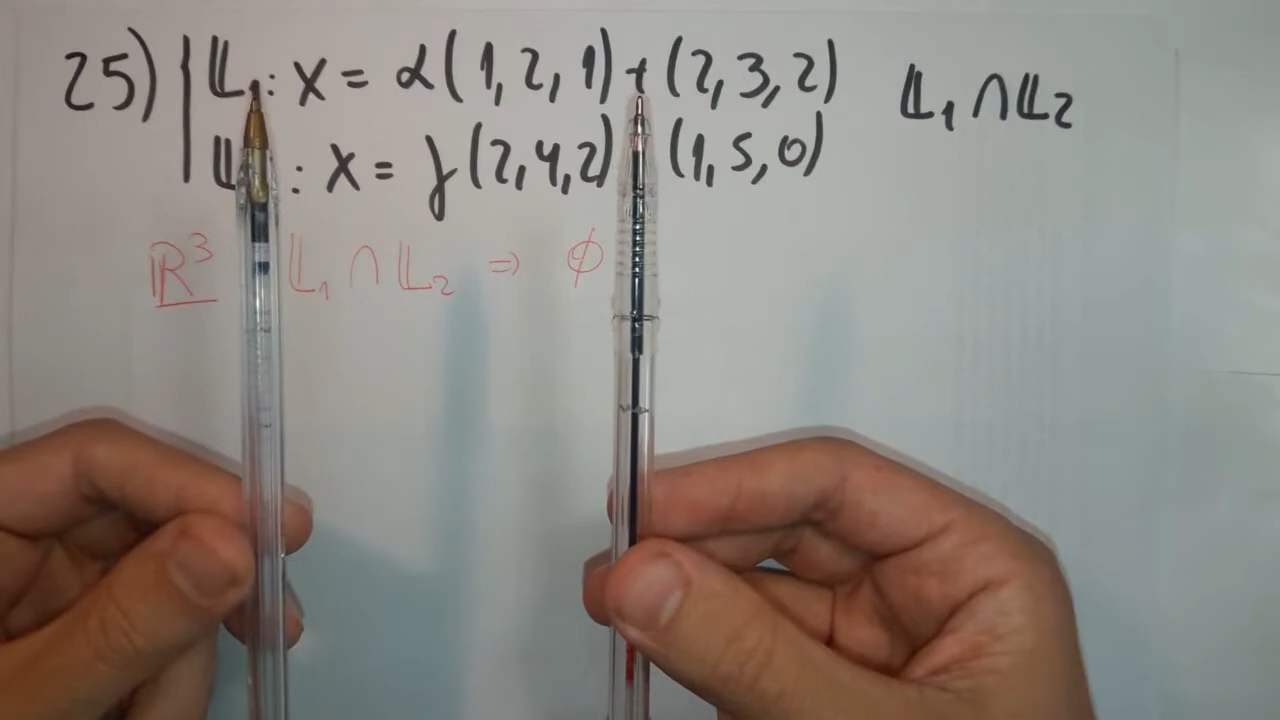 25) 𝕃₁: X = α(1,2,1) + (2,3,2) 𝕃₁ ∩ 𝕃₂
𝕃 : X = γ(2,4,2) (1,5,0)
ℝ³ 𝕃₁ ∩ 𝕃₂ ⇒ ∅